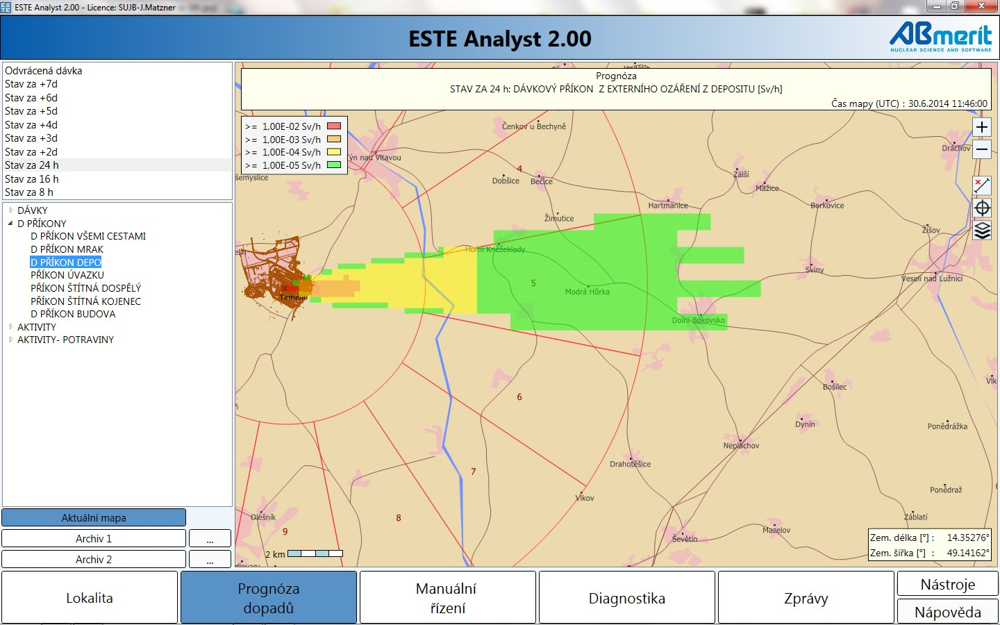 ESTE Analyst 2.00 - Licence: SUJB-J.Matzner
ESTE Analyst 2.00
ABmerit
NUCLEAR SCIENCE AND SOFTWARE
Odvrácená dávka
Stav za +7d
Stav za +6d
Stav za +5d
Stav za +4d
Stav za +3d
Stav za +2d
Stav za 24 h
Stav za 16 h
Stav za 8 h
DÁVKY
D PŘÍKONY
D PŘÍKON VŠEMI CESTAMI
D PŘÍKON MRAK
D PŘÍKON DEPO
PŘÍKON ÚVAZKU
PŘÍKON ŠTÍTNÁ DOSPĚLÝ
PŘÍKON ŠTÍTNÁ KOJENEC
D PŘÍKON BUDOVA
AKTIVITY
AKTIVITY- POTRAVINY
Aktuální mapa
Archiv 1
...
Archiv 2
...
Prognóza
STAV ZA 24 h: DÁVKOVÝ PŘÍKON Z EXTERNÍHO OZÁŘENÍ Z DEPOSITU [Sv/h]
Čas mapy (UTC) : 30.6.2014 11:46:00
>= 1,00E-02 Sv/h
>= 1,00E-03 Sv/h
>= 1,00E-04 Sv/h
>= 1,00E-05 Sv/h
Čenkov u Bechyně
Dráchov
ýn nad Vltavou
4
Zálší
šemyslice
Dobšice
Bečice
Mažice
Hartmanice
Borkovice
Žimutice
Žišov
Horní Kněžeklady
Sviny
Veselí nad Lužnicí
5
Modrá Hůrka
Temelín
Dolní Bukovsko
Bošilec
6
Dynín
Ponědrážka
Neplachov
Drahotěšice
7
Ponědraž
Vlkov
Olešník
8
Záblatí
9
Mazelov
Ševětín
2 km
Zem. délka [°] : 14.35276°
Zem. šířka [°] : 49.14162°
Lokalita
Prognóza
dopadů
Manuální
řízení
Diagnostika
Zprávy
Nástroje
Nápověda